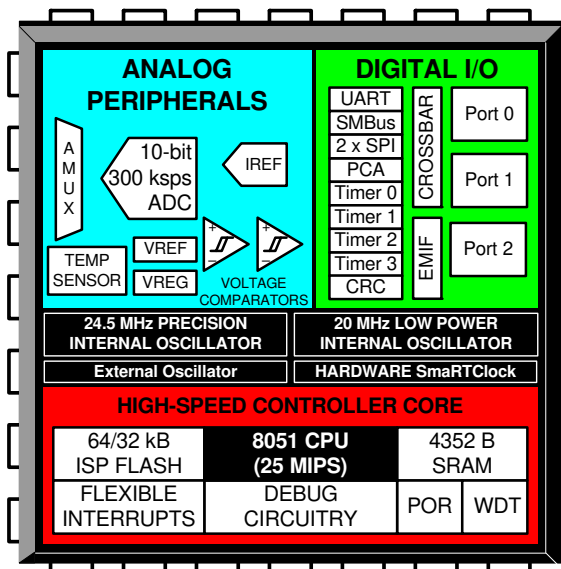 ANALOG
PERIPHERALS
A
M
U
X
10-bit
300 ksps
ADC
IREF
TEMP
SENSOR
VREF
VREG
+
–
+
–
VOLTAGE
COMPARATORS
DIGITAL I/O
UART
SMBus
2 x SPI
PCA
Timer 0
Timer 1
Timer 2
Timer 3
CRC
CROSSBAR
EMIF
Port 0
Port 1
Port 2
24.5 MHz PRECISION
INTERNAL OSCILLATOR
20 MHz LOW POWER
INTERNAL OSCILLATOR
External Oscillator
HARDWARE SmaRTClock
HIGH-SPEED CONTROLLER CORE
64/32 kB
ISP FLASH
8051 CPU
(25 MIPS)
4352 B
SRAM
FLEXIBLE
INTERRUPTS
DEBUG
CIRCUITRY
POR
WDT